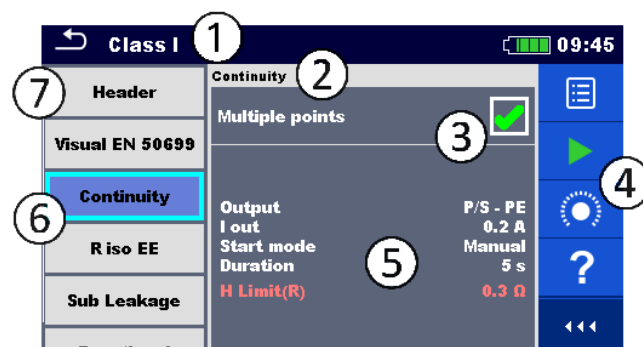 Class I
1
09:45
7
Header
Visual EN 50699
6
Continuity
R iso EE
Sub Leakage
Continuity
2
Multiple points
3
Output P/S - PE
I out 0.2 A
Start mode Manual
Duration 5 s
H Limit(R) 0.3 Ω
5
4
?